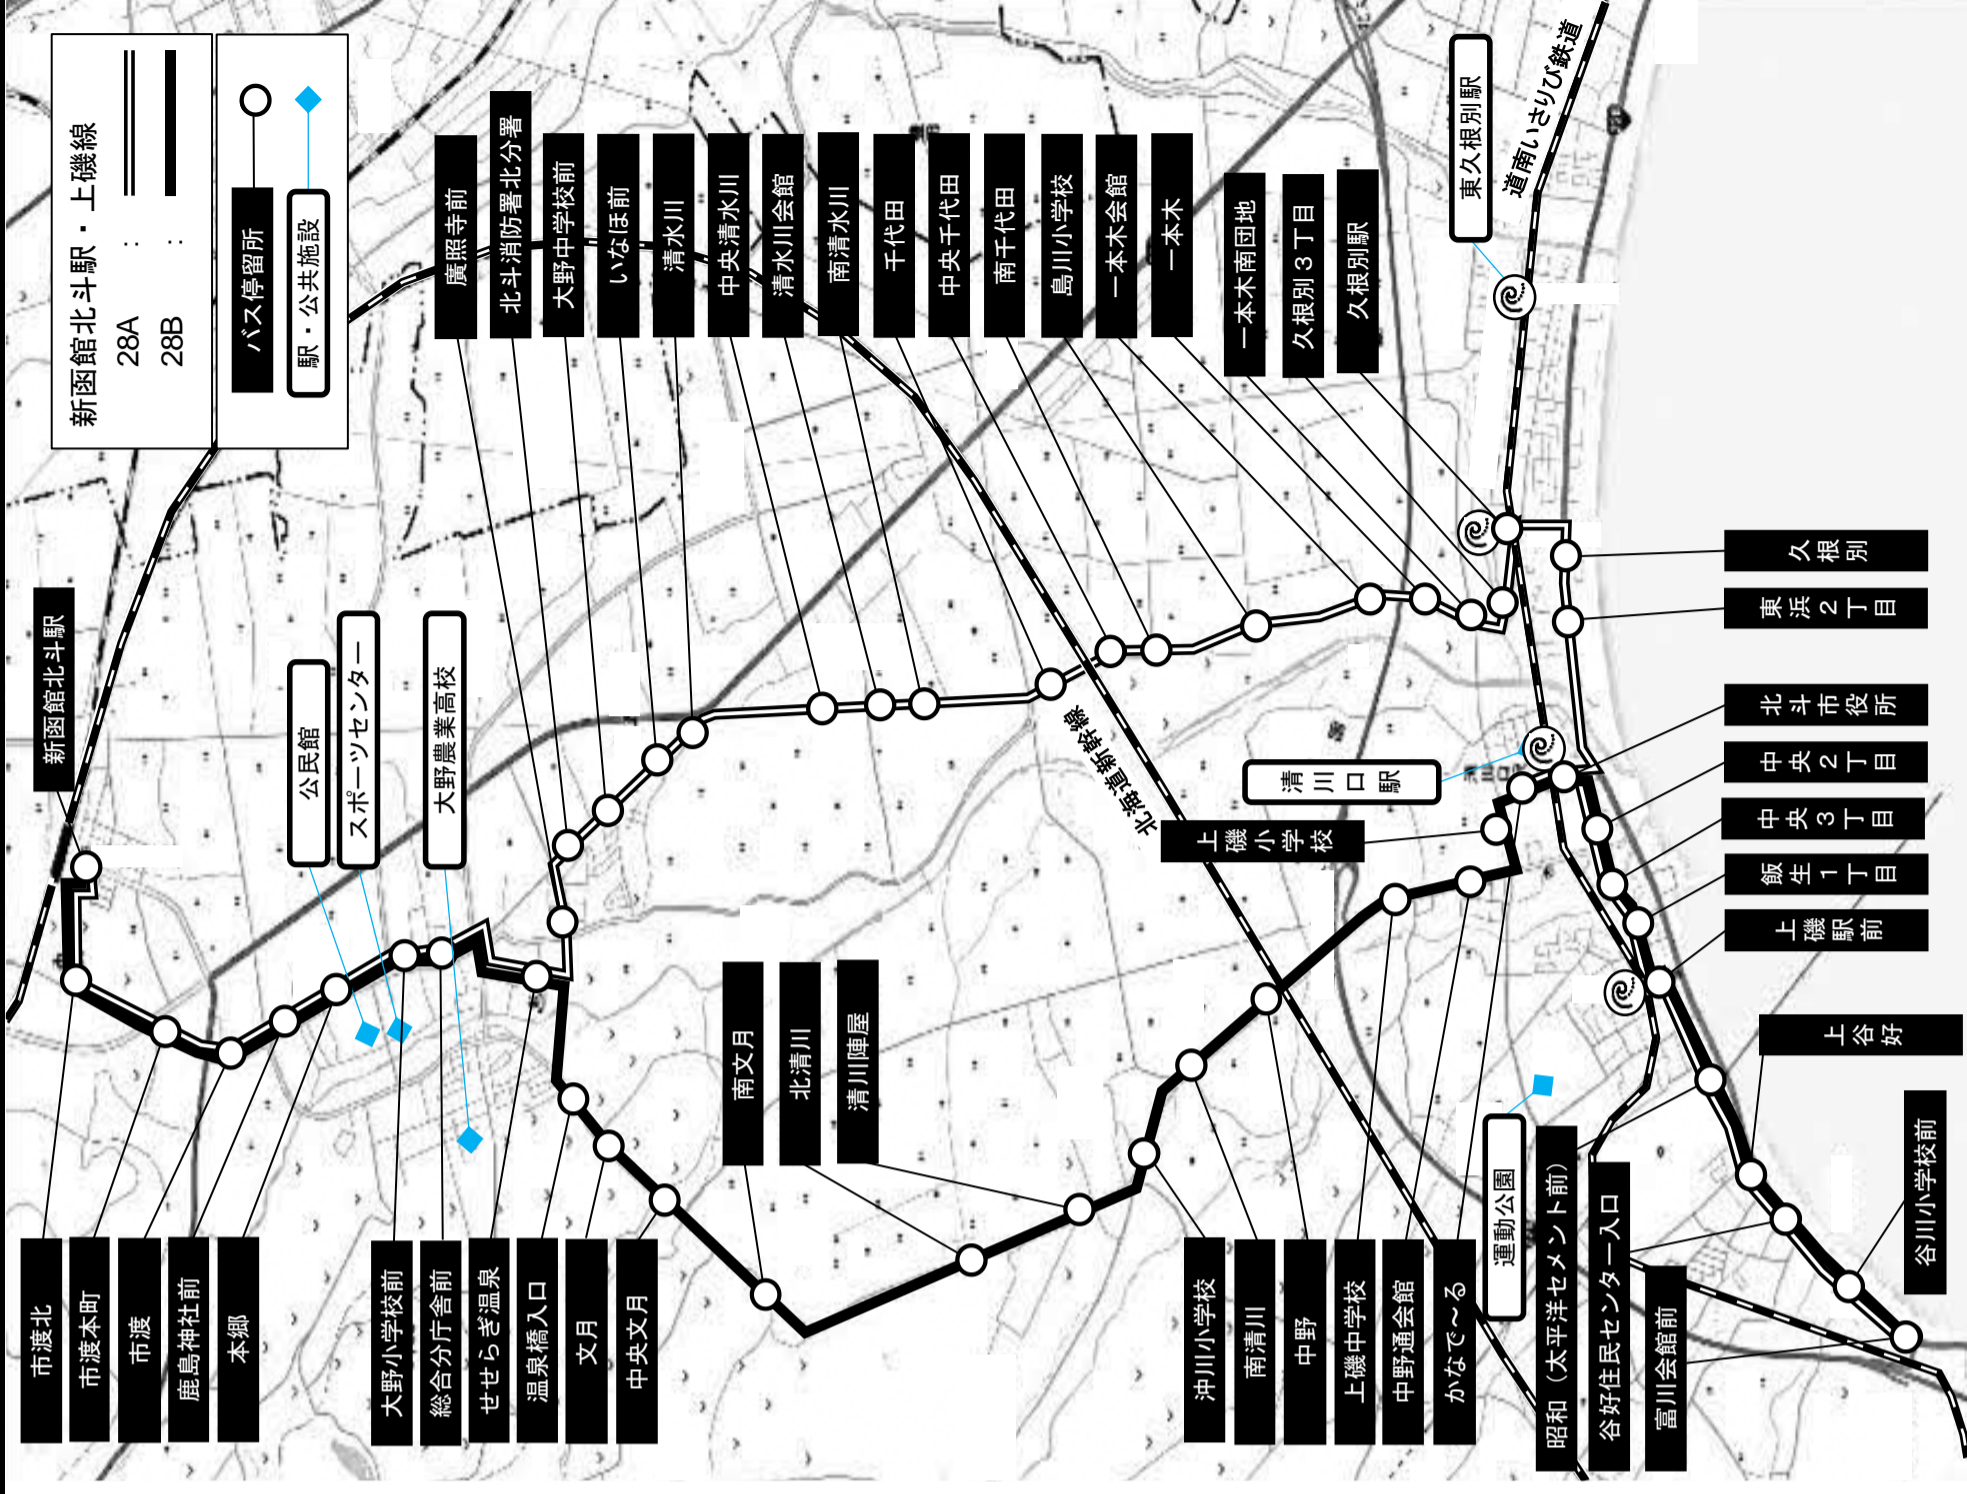 新函館北斗駅・上磯線
28A :
28B :
バス停留所
駅・公共施設
新函館北斗駅
公民館
スポーツセンター
大野農業高校
廣照寺前
北斗消防署北分署
大野中学校前
いなほ前
清水川
中央清水川
清水川会館
南清水川
千代田
中央千代田
南千代田
島川小学校
一本木会館
一本木
一本木南団地
久根別3丁目
久根別駅
東久根別駅
道南いさりび鉄道
北海道新幹線
清川口駅
上磯小学校
久根別
東浜2丁目
北斗市役所
中央2丁目
中央3丁目
飯生1丁目
上磯駅前
上谷好
谷川小学校前
南文月
北清川
清川陣屋
市渡北
市渡本町
市渡
鹿島神社前
本郷
大野小学校前
総合分庁舎前
せせらぎ温泉
温泉橋入口
文月
中央文月
沖川小学校
南清川
中野
上磯中学校
中野通会館
かなで〜る
運動公園
昭和(太平洋セメント前)
谷好住民センター入口
富川会館前